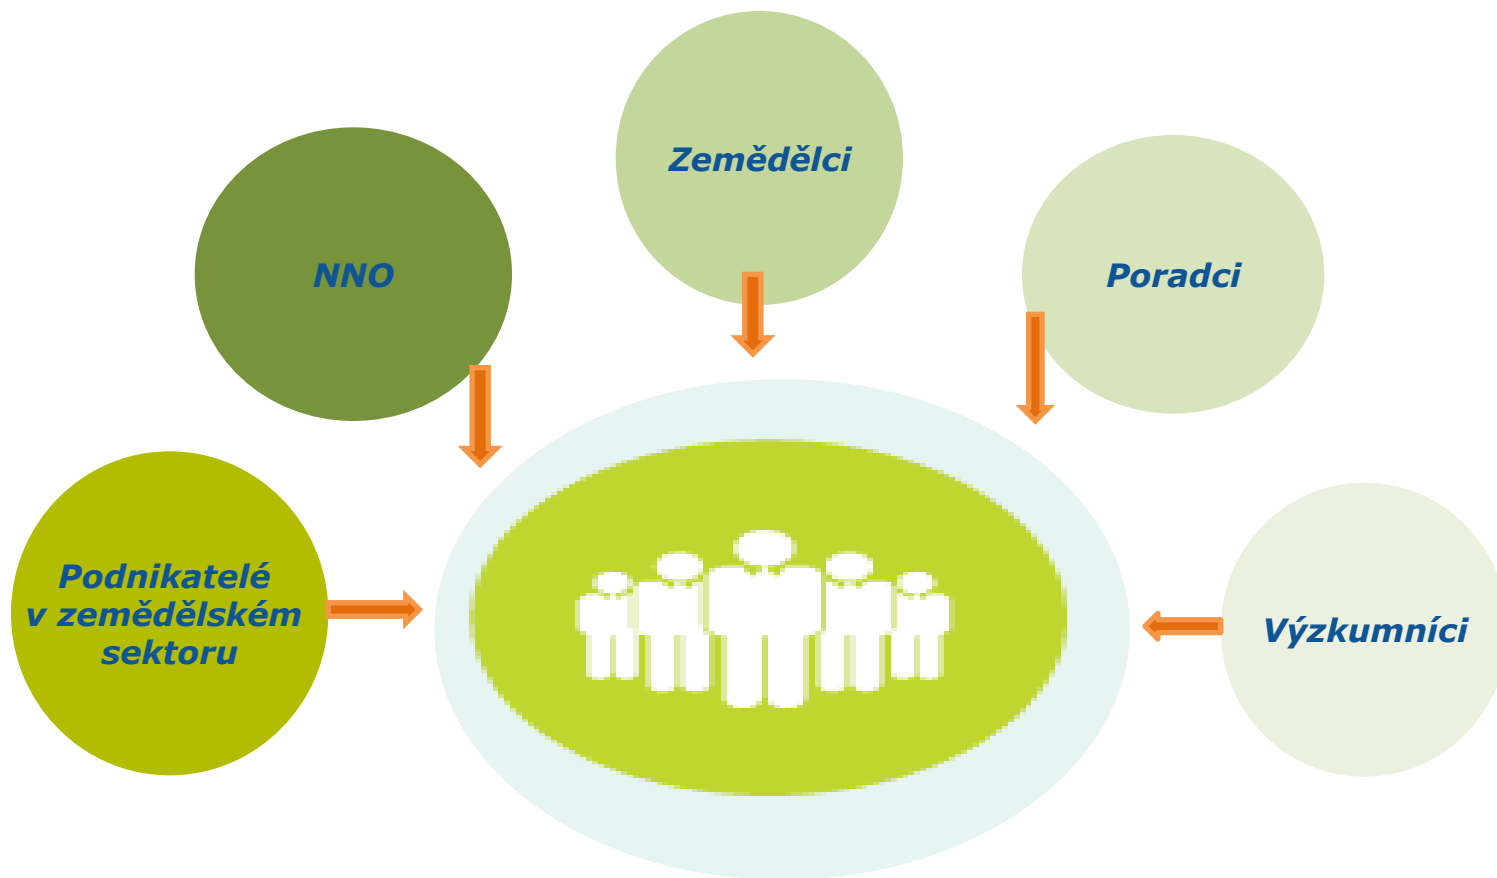 Zemědělci
NNO
Poradci
Podnikatelé
v zemědělském
sektoru
Výzkumníci